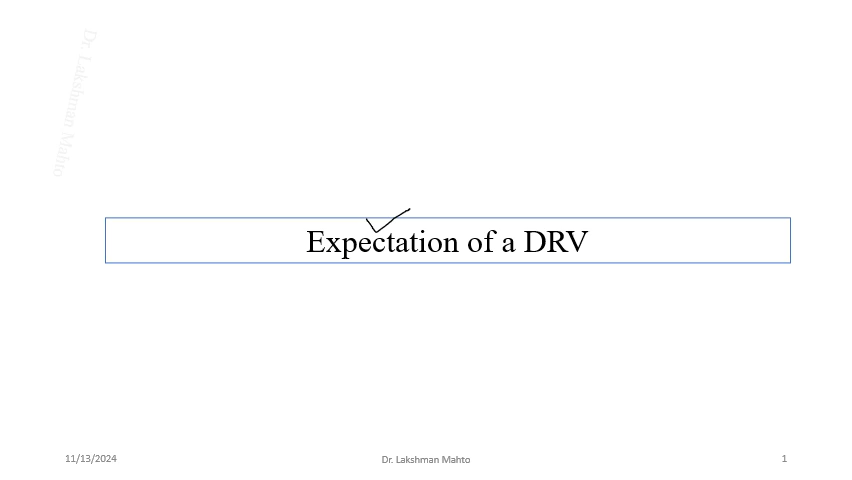 Dr. Lakshman Mahto
Expectation of a DRV
11/13/2024
Dr. Lakshman Mahto
1